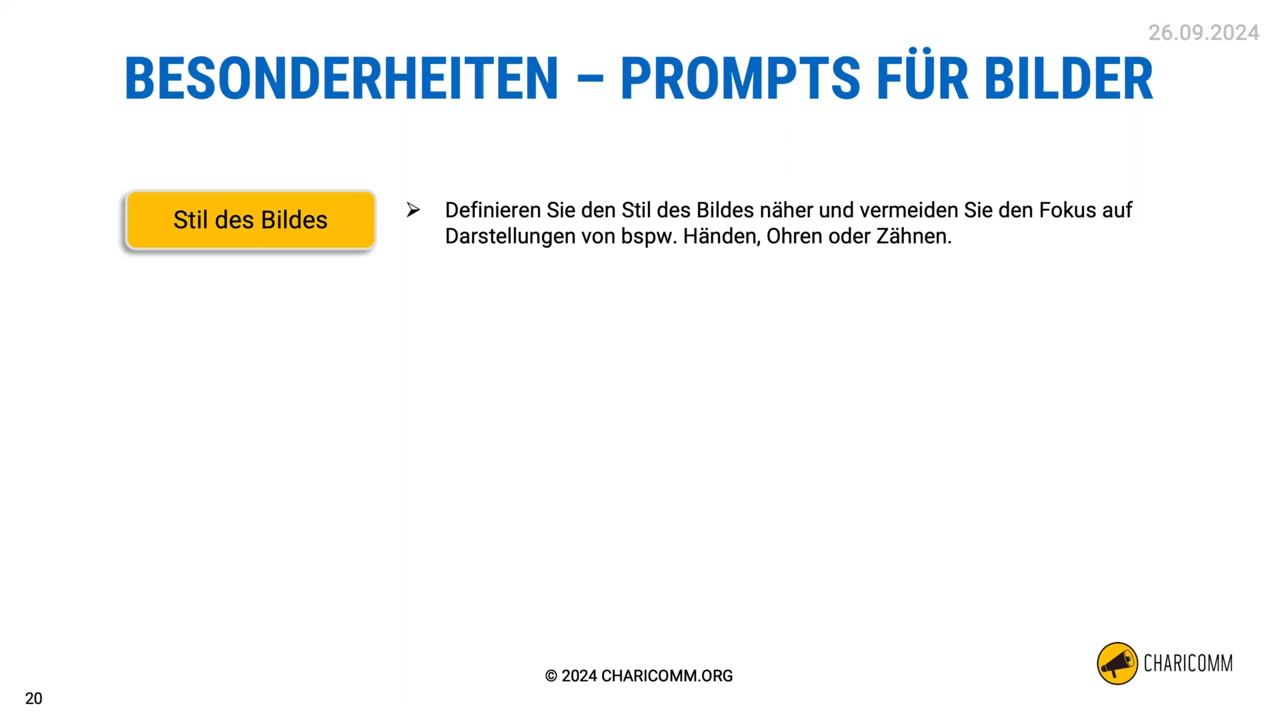 26.09.2024
BESONDERHEITEN – PROMPTS FÜR BILDER
Stil des Bildes
➢ Definieren Sie den Stil des Bildes näher und vermeiden Sie den Fokus auf
Darstellungen von bspw. Händen, Ohren oder Zähnen.
CHARICOMM
© 2024 CHARICOMM.ORG
20